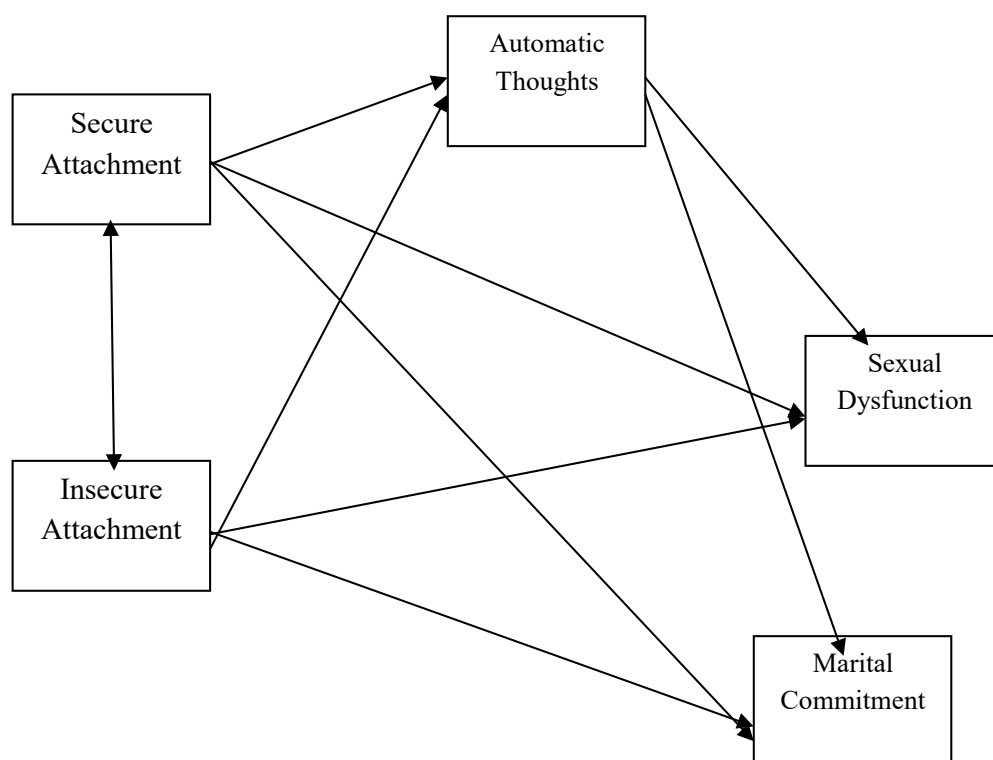 Automatic
Thoughts
Secure
Attachment
Sexual
Dysfunction
Insecure
Attachment
Marital
Commitment